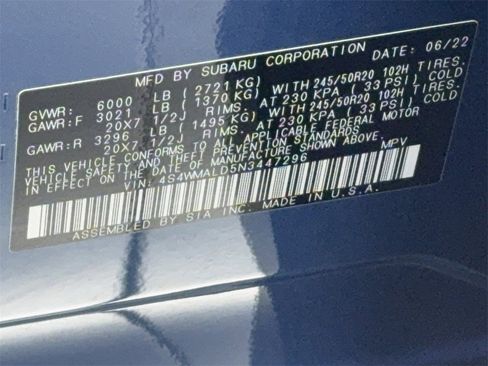 MFD BY SUBARU CORPORATION DATE: 06/22
GVWR: 6000 LB (2721 KG)
GAWR:F 3021 LB (1370 KG) WITH 245/50R20 102H TIRES.
20X7 1/2J RIMS. AT 230 KPA (33 PSI) COLD
GAWR:R 3296 LB (1495 KG) WITH 245/50R20 102H TIRES.
20X7 1/2J RIMS. AT 230 KPA (33 PSI) COLD
THIS VEHICLE CONFORMS TO ALL APPLICABLE FEDERAL MOTOR
VEHICLE SAFETY, BUMPER, AND THEFT PREVENTION STANDARDS
IN EFFECT ON THE DATE OF MANUFACTURE SHOWN ABOVE.
VIN: 4S4WMALD5N3447296 MPV
ASSEMBLED BY SIA INC. MADE IN U.S.A.